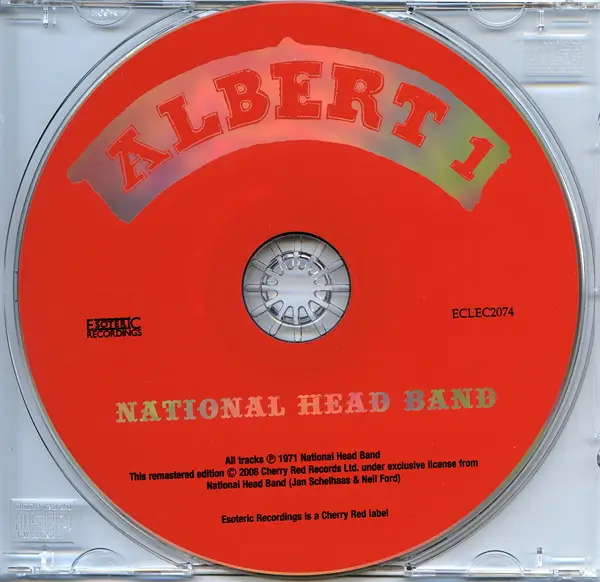 ALBERT 1
ESOTERIC
RECORDINGS
ECLEC2074
NATIONAL HEAD BAND
All tracks ℗ 1971 National Head Band
This remastered edition © 2008 Cherry Red Records Ltd. under exclusive license from
National Head Band (Jan Schelhaas & Neil Ford)
Esoteric Recordings is a Cherry Red label